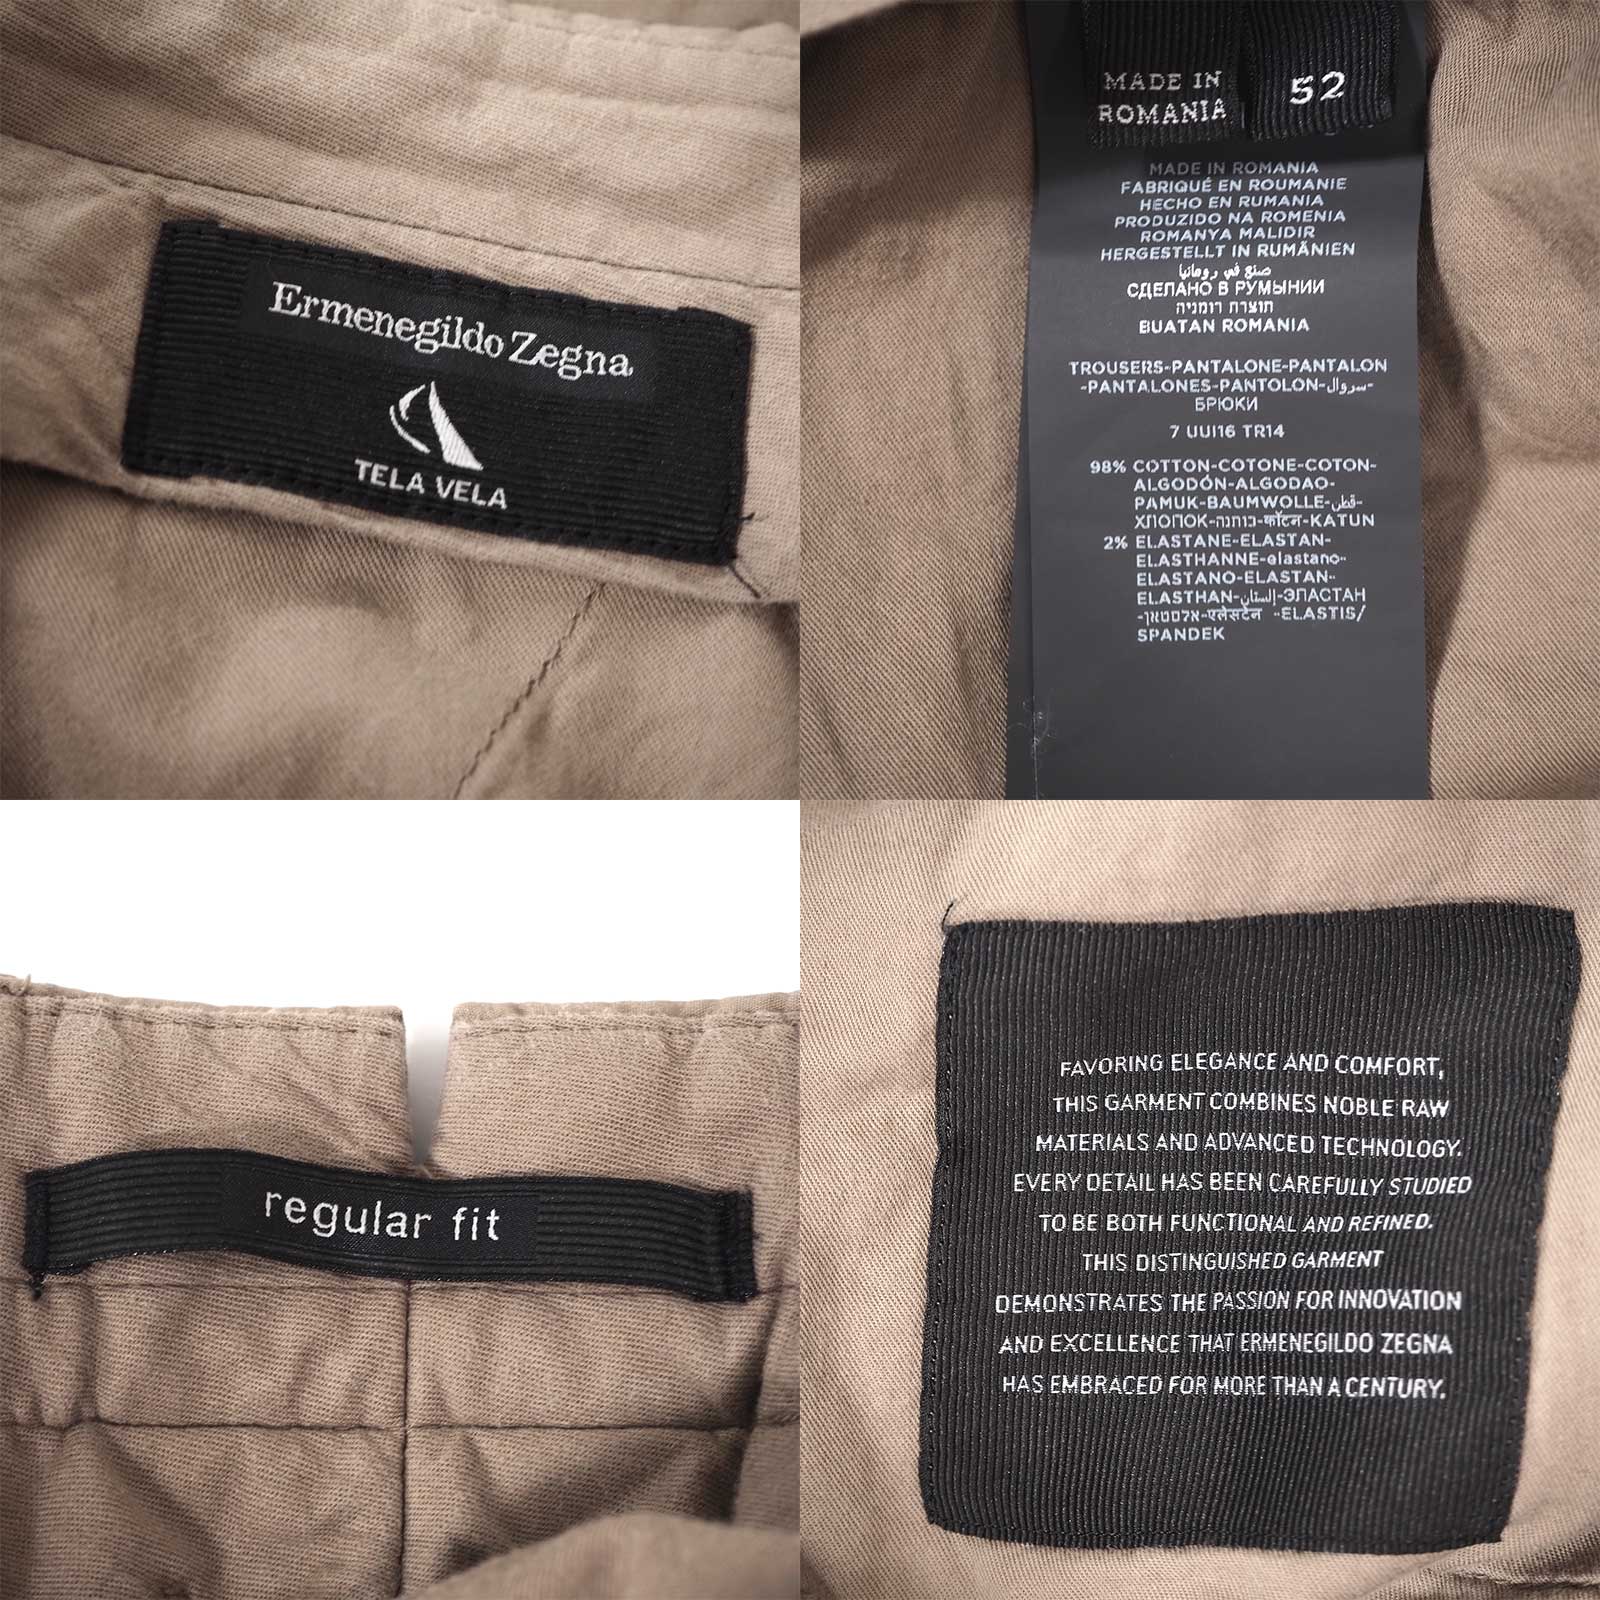 Ermenegildo Zegna
TELA VELA
MADE IN
ROMANIA
52
MADE IN ROMANIA
FABRIQUÉ EN ROUMANIE
HECHO EN RUMANIA
PRODUZIDO NA ROMENIA
ROMANYA MALIDIR
HERGESTELLT IN RUMÄNIEN
صنع في رومانيا
СДЕЛАНО В РУМЫНИИ
תוצרת רומניה
BUATAN ROMANIA
TROUSERS-PANTALONE-PANTALON
-PANTALONES-PANTOLON-سروال-
БРЮКИ
7 UUI16 TR14
98% COTTON-COTONE-COTON-
ALGODÓN-ALGODAO-
PAMUK-BAUMWOLLE-قطن-
ХЛОПОК-כותנה-कॉटन-KATUN
2% ELASTANE-ELASTAN-
ELASTHANNE-elastano-
ELASTANO-ELASTAN-
ELASTHAN-إلستان-ЭЛАСТАН
-אלסטאן-एलेस्टेन -ELASTIS/
SPANDEK
regular fit
FAVORING ELEGANCE AND COMFORT,
THIS GARMENT COMBINES NOBLE RAW
MATERIALS AND ADVANCED TECHNOLOGY.
EVERY DETAIL HAS BEEN CAREFULLY STUDIED
TO BE BOTH FUNCTIONAL AND REFINED.
THIS DISTINGUISHED GARMENT
DEMONSTRATES THE PASSION FOR INNOVATION
AND EXCELLENCE THAT ERMENEGILDO ZEGNA
HAS EMBRACED FOR MORE THAN A CENTURY.